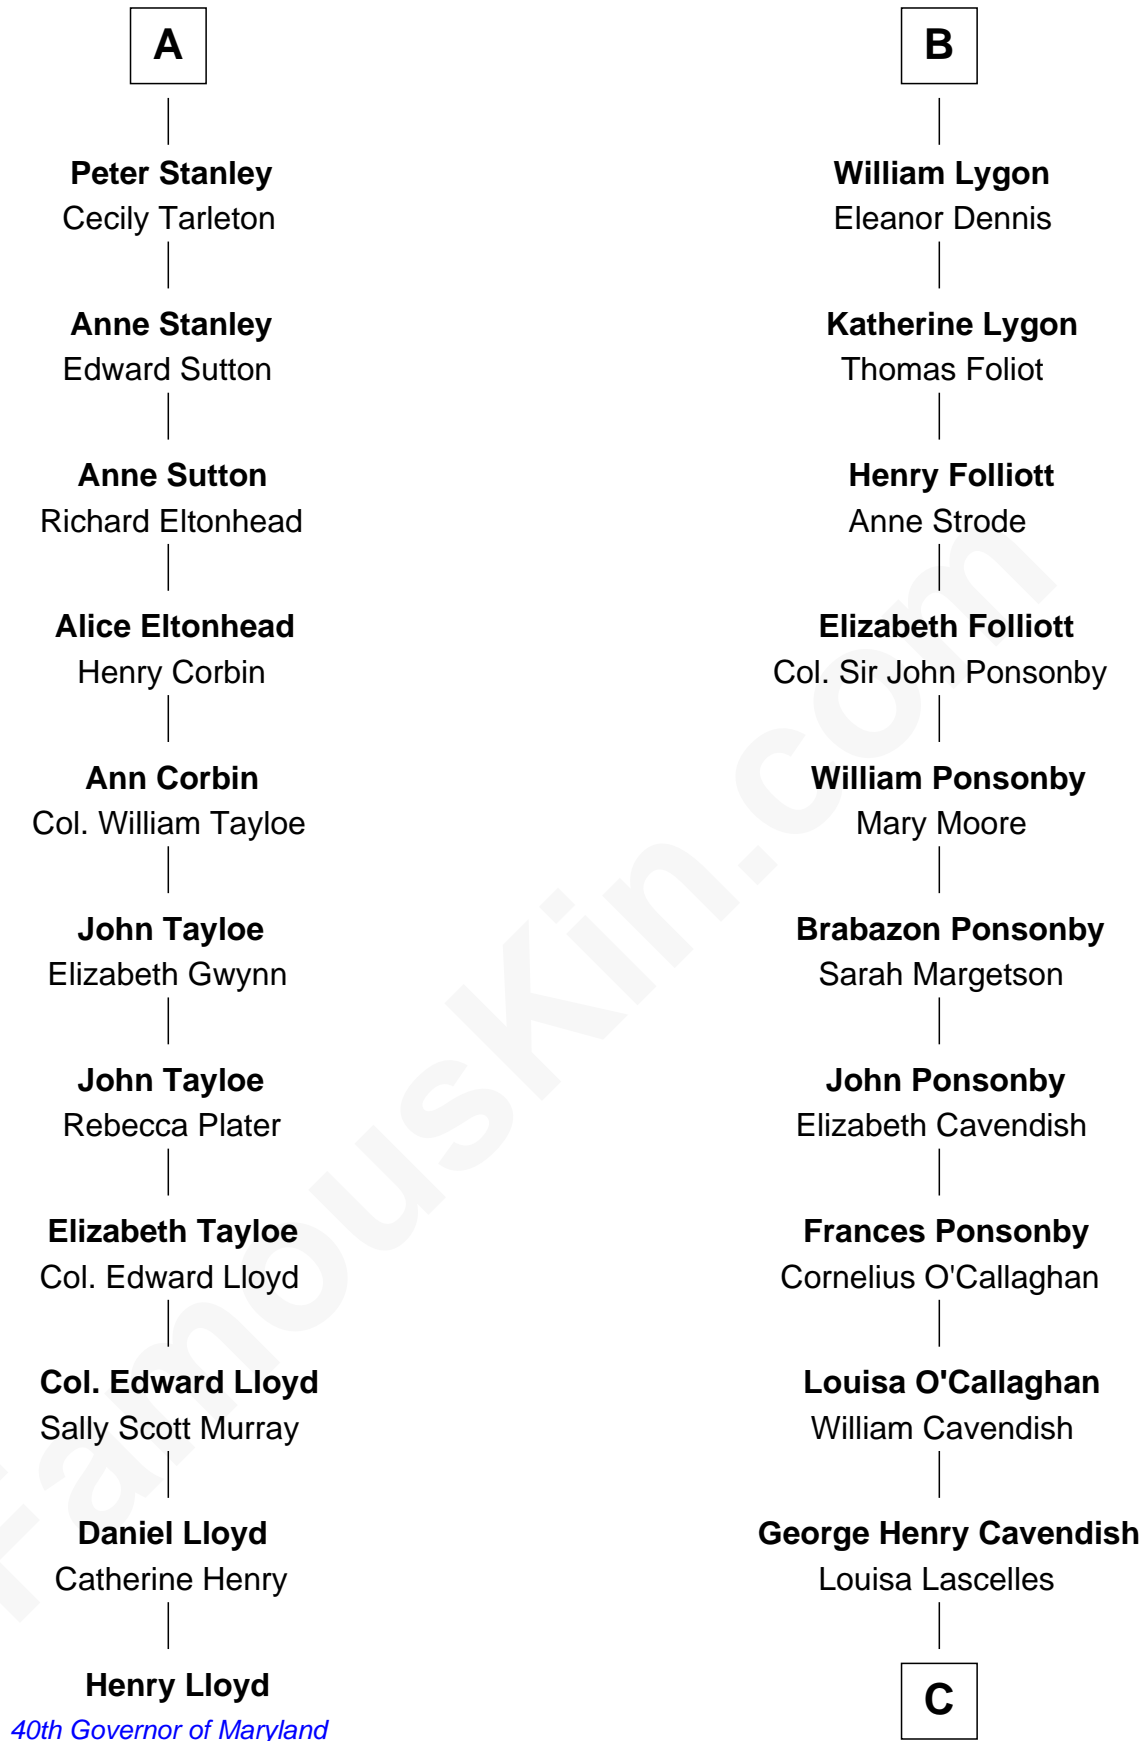 A
Peter Stanley
Cecily Tarleton
Anne Stanley
Edward Sutton
Anne Sutton
Richard Eltonhead
Alice Eltonhead
Henry Corbin
Ann Corbin
Col. William Tayloe
John Tayloe
Elizabeth Gwynn
John Tayloe
Rebecca Plater
Elizabeth Tayloe
Col. Edward Lloyd
Col. Edward Lloyd
Sally Scott Murray
Daniel Lloyd
Catherine Henry
Henry Lloyd
40th Governor of Maryland
B
William Lygon
Eleanor Dennis
Katherine Lygon
Thomas Foliot
Henry Folliott
Anne Strode
Elizabeth Folliott
Col. Sir John Ponsonby
William Ponsonby
Mary Moore
Brabazon Ponsonby
Sarah Margetson
John Ponsonby
Elizabeth Cavendish
Frances Ponsonby
Cornelius O'Callaghan
Louisa O'Callaghan
William Cavendish
George Henry Cavendish
Louisa Lascelles
C
FamousKin.com